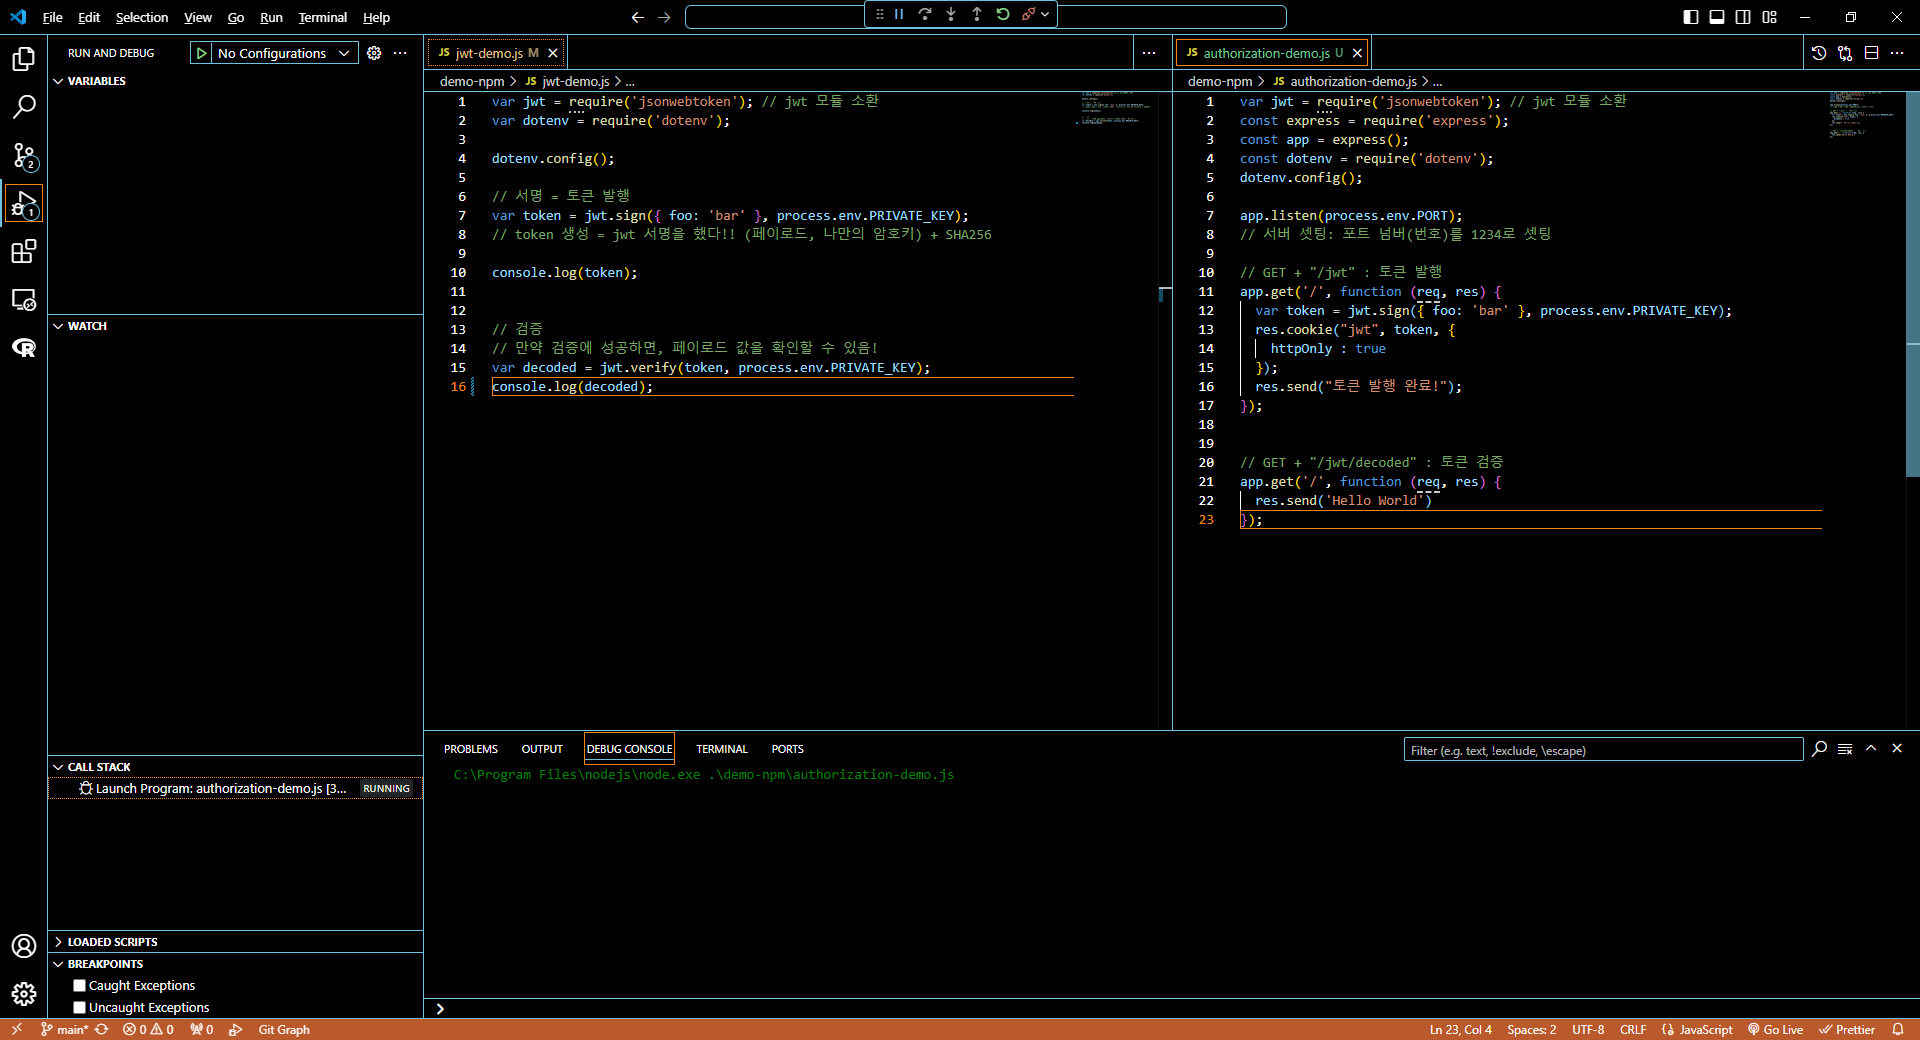 File Edit Selection View Go Run Terminal Help
RUN AND DEBUG
No Configurations
VARIABLES
WATCH
CALL STACK
Launch Program: authorization-demo.js [3...
RUNNING
LOADED SCRIPTS
BREAKPOINTS
Caught Exceptions
Uncaught Exceptions
2
1
JS jwt-demo.js M
demo-npm > JS jwt-demo.js > ...
1 var jwt = require('jsonwebtoken'); // jwt 모듈 소환
2 var dotenv = require('dotenv');
3
4 dotenv.config();
5
6 // 서명 = 토큰 발행
7 var token = jwt.sign({ foo: 'bar' }, process.env.PRIVATE_KEY);
8 // token 생성 = jwt 서명을 했다!! (페이로드, 나만의 암호키) + SHA256
9
10 console.log(token);
11
12
13 // 검증
14 // 만약 검증에 성공하면, 페이로드 값을 확인할 수 있음!
15 var decoded = jwt.verify(token, process.env.PRIVATE_KEY);
16 console.log(decoded);
JS authorization-demo.js U
demo-npm > JS authorization-demo.js > ...
1 var jwt = require('jsonwebtoken'); // jwt 모듈 소환
2 const express = require('express');
3 const app = express();
4 const dotenv = require('dotenv');
5 dotenv.config();
6
7 app.listen(process.env.PORT);
8 // 서버 셋팅: 포트 넘버(번호)를 1234로 셋팅
9
10 // GET + "/jwt" : 토큰 발행
11 app.get('/', function (req, res) {
12 var token = jwt.sign({ foo: 'bar' }, process.env.PRIVATE_KEY);
13 res.cookie("jwt", token, {
14 httpOnly : true
15 });
16 res.send("토큰 발행 완료!");
17 });
18
19
20 // GET + "/jwt/decoded" : 토큰 검증
21 app.get('/', function (req, res) {
22 res.send('Hello World')
23 });
PROBLEMS OUTPUT DEBUG CONSOLE TERMINAL PORTS
Filter (e.g. text, !exclude, \escape)
C:\Program Files\nodejs\node.exe .\demo-npm\authorization-demo.js
main* 0 0 0 Git Graph
Ln 23, Col 4 Spaces: 2 UTF-8 CRLF JavaScript Go Live Prettier